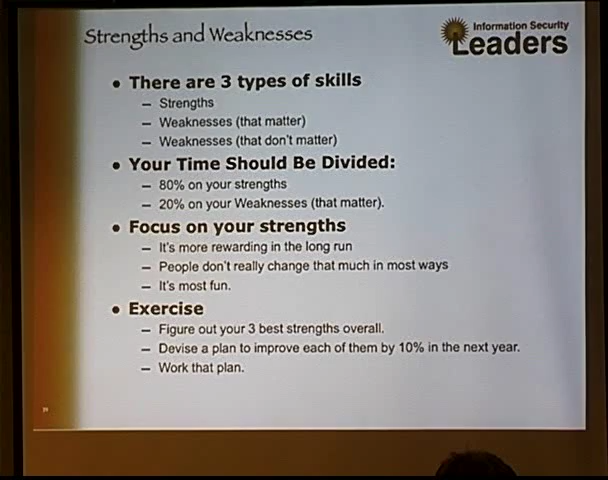 Strengths and Weaknesses
Information Security
Leaders
• There are 3 types of skills
– Strengths
– Weaknesses (that matter)
– Weaknesses (that don't matter)
• Your Time Should Be Divided:
– 80% on your strengths
– 20% on your Weaknesses (that matter).
• Focus on your strengths
– It's more rewarding in the long run
– People don't really change that much in most ways
– It's most fun.
• Exercise
– Figure out your 3 best strengths overall.
– Devise a plan to improve each of them by 10% in the next year.
– Work that plan.